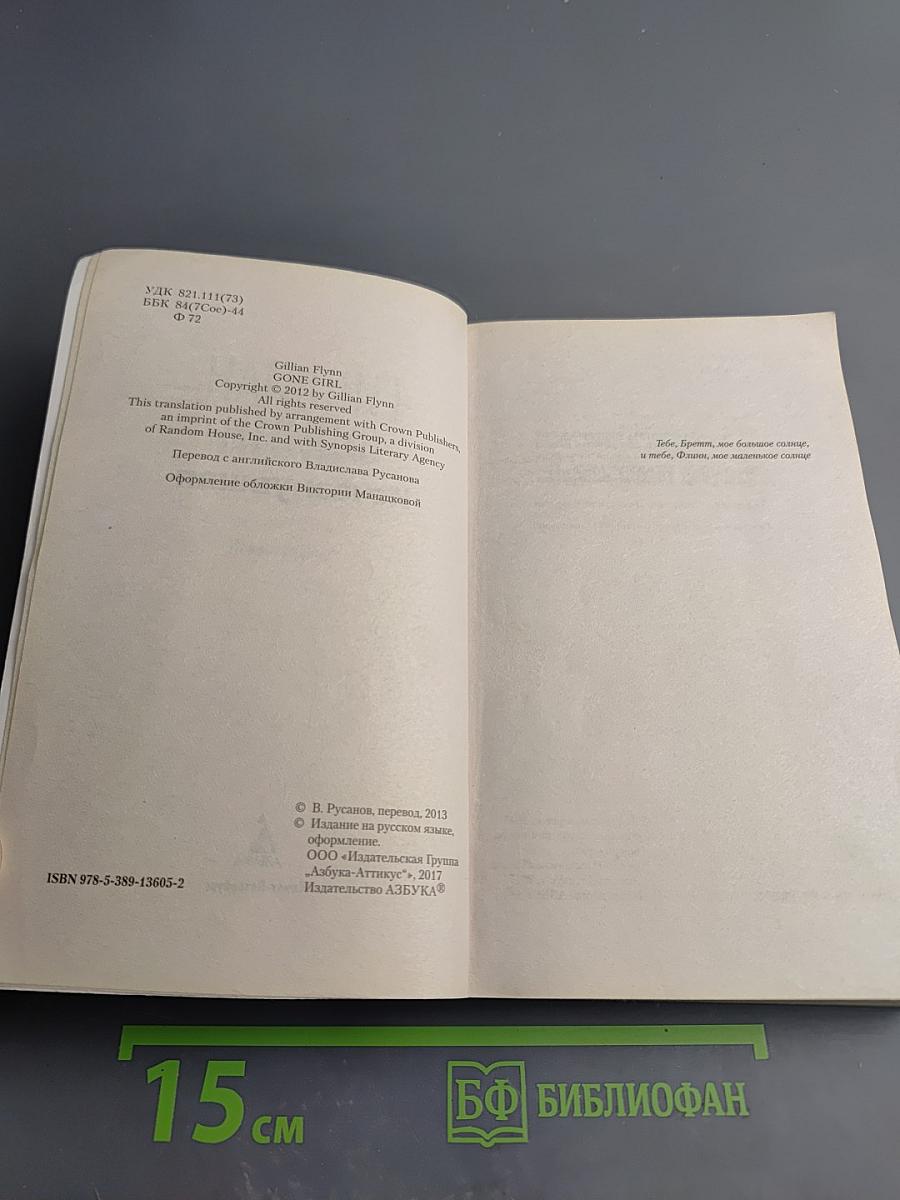 УДК 821.111(73)
ББК 84(7Сое)-44
Ф 72
Gillian Flynn
GONE GIRL
Copyright © 2012 by Gillian Flynn
All rights reserved
This translation published by arrangement with Crown Publishers,
an imprint of the Crown Publishing Group, a division
of Random House, Inc. and with Synopsis Literary Agency
Перевод с английского Владислава Русанова
Оформление обложки Виктории Манацковой
© В. Русанов, перевод, 2013
© Издание на русском языке,
оформление.
ООО «Издательская Группа
„Азбука-Аттикус“», 2017
Издательство АЗБУКА®
ISBN 978-5-389-13605-2
Тебе, Бретт, мое большое солнце,
и тебе, Флинн, мое маленькое солнце
15 см
БФ БИБЛИОФАН